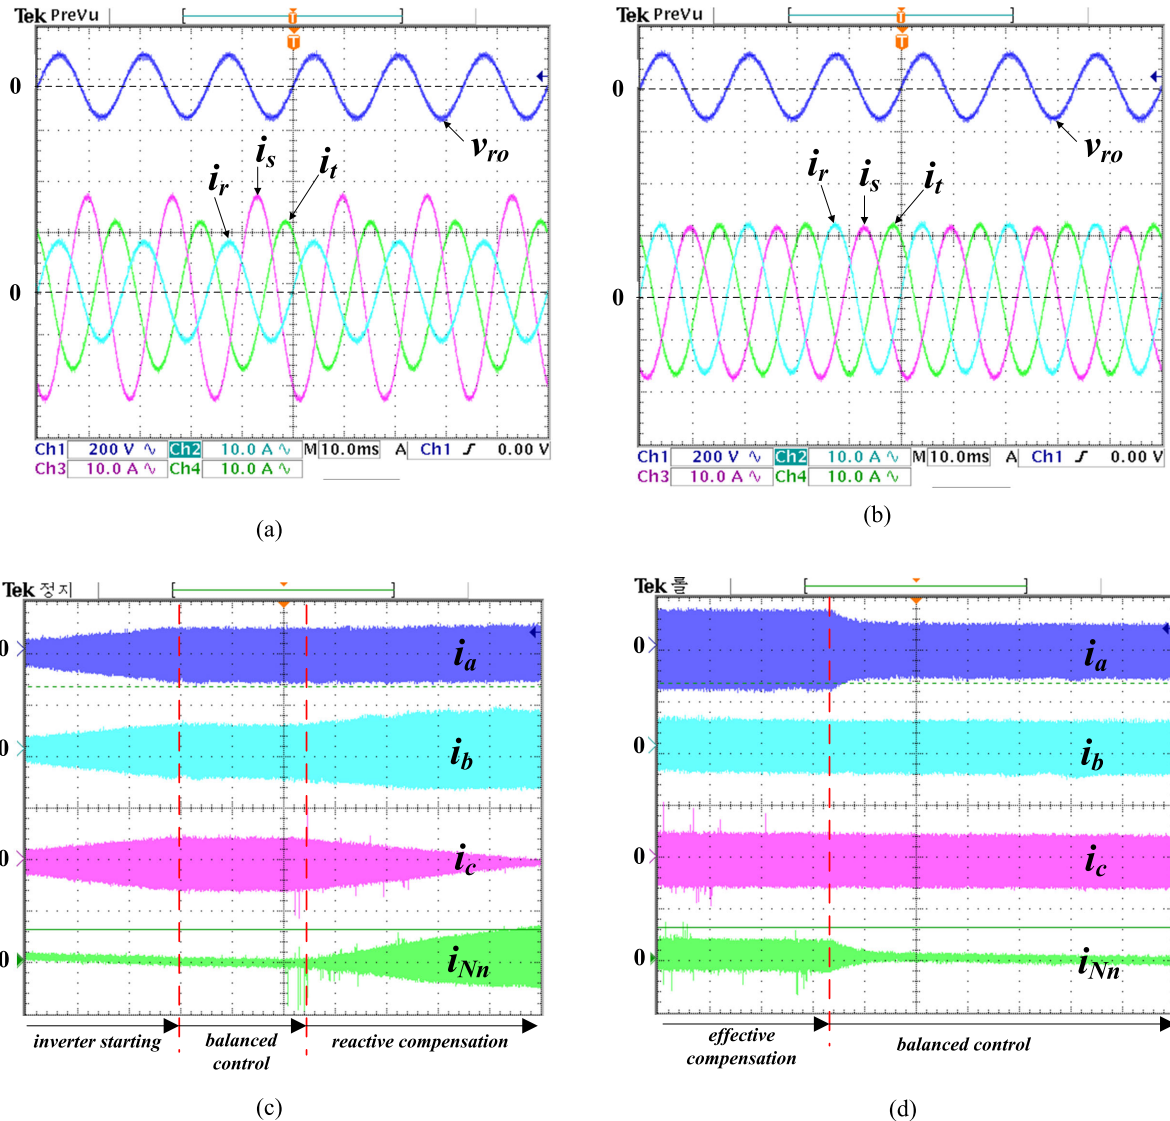 Tek PreVu
T
T
0
v_ro
i_r
i_s
i_t
0
Ch1 200 V ∿ Ch2 10.0 A ∿ M 10.0ms A Ch1 ʃ 0.00 V
Ch3 10.0 A ∿ Ch4 10.0 A ∿
(a)
Tek PreVu
T
T
0
v_ro
i_r
i_s
i_t
0
Ch1 200 V ∿ Ch2 10.0 A ∿ M 10.0ms A Ch1 ʃ 0.00 V
Ch3 10.0 A ∿ Ch4 10.0 A ∿
(b)
Tek 정지
0
i_a
0
i_b
0
i_c
0
i_Nn
inverter starting
balanced
control
reactive compensation
(c)
Tek 롤
0
i_a
0
i_b
0
i_c
0
i_Nn
effective
compensation
balanced control
(d)